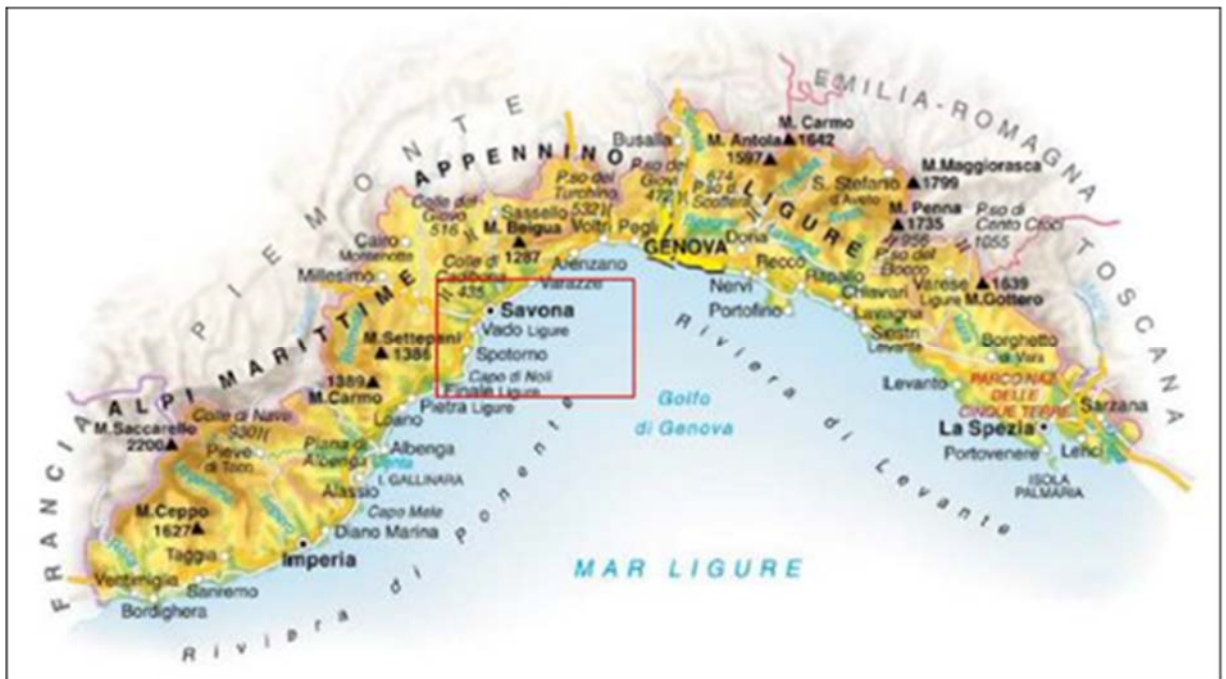 EMILIA-ROMAGNA
PIEMONTE
APPENNINO
LIGURE
ALPI MARITTIME
FRANCIA
TOSCANA
Busalla
M. Carmo
1642
M. Antola
1597
M.Maggiorasca
1799
S. Stefano
d'Aveto
M. Penna
1735
P.so di
Cento Croci
1055
P.so del
Bocco
956
P.so dei
Giovi
472
674
P.so d.
Scoffera
P.so del
Turchino
532
Colle del
Giovo
516
Sassello
M. Beigua
1287
Voltri
Pegli
GENOVA
Doria
Recco
Rapallo
Chiavari
Lavagna
Sestri
Levante
Nervi
Portofino
Varese
Ligure
1639
M.Gottero
Borghetto
di Vara
Levanto
PARCO NAZ.
DELLE
CINQUE TERRE
Sarzana
La Spezia
Portovenere
Lerici
ISOLA
PALMARIA
Cairo
Montenotte
Millesimo
Colle di
Cadibona
435
Arenzano
Varazze
Savona
Vado Ligure
Spotorno
Capo di Noli
Finale Ligure
Pietra Ligure
M.Settepani
1386
1389
M.Carmo
Loano
Colle di Nava
930
M.Saccarello
2200
Pieve
di Teco
Piana di
Albenga
Albenga
I. GALLINARA
Alassio
Capo Mele
Diano Marina
M.Ceppo
1627
Imperia
Taggia
Sanremo
Ventimiglia
Bordighera
Golfo
di Genova
MAR LIGURE
Riviera di Ponente
Riviera di Levante